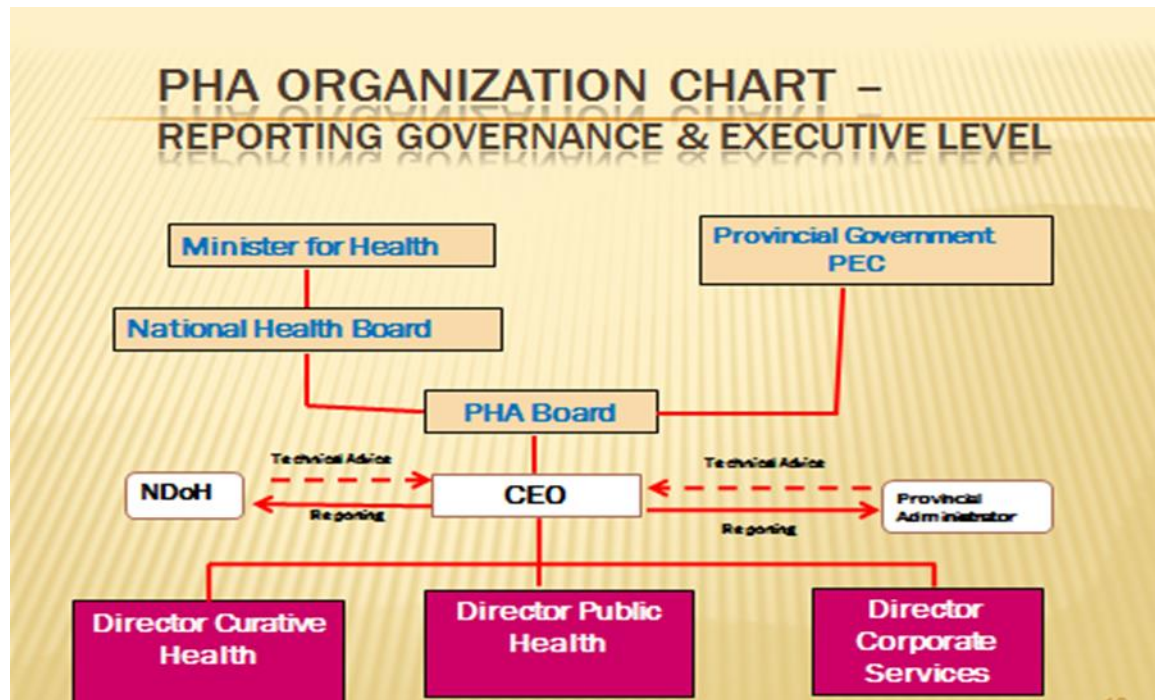 PHA ORGANIZATION CHART –
REPORTING GOVERNANCE & EXECUTIVE LEVEL
Minister for Health
Provincial Government
PEC
National Health Board
PHA Board
Technical Advice
Technical Advice
NDoH
CEO
Provincial
Administrator
Reporting
Reporting
Director Curative
Health
Director Public
Health
Director
Corporate
Services